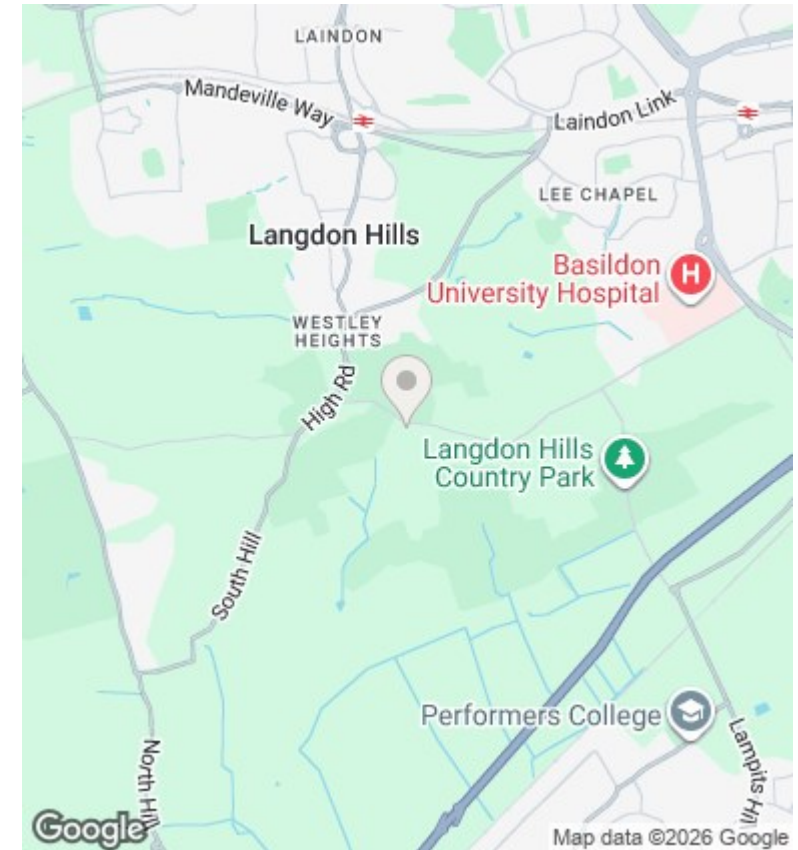 LAINDON
Mandeville Way
Laindon Link
LEE CHAPEL
Langdon Hills
Basildon
University Hospital
H
WESTLEY
HEIGHTS
High Rd
Langdon Hills
Country Park
South Hill
Performers College
North Hill
Lampits Hill
Google
Map data ©2026 Google